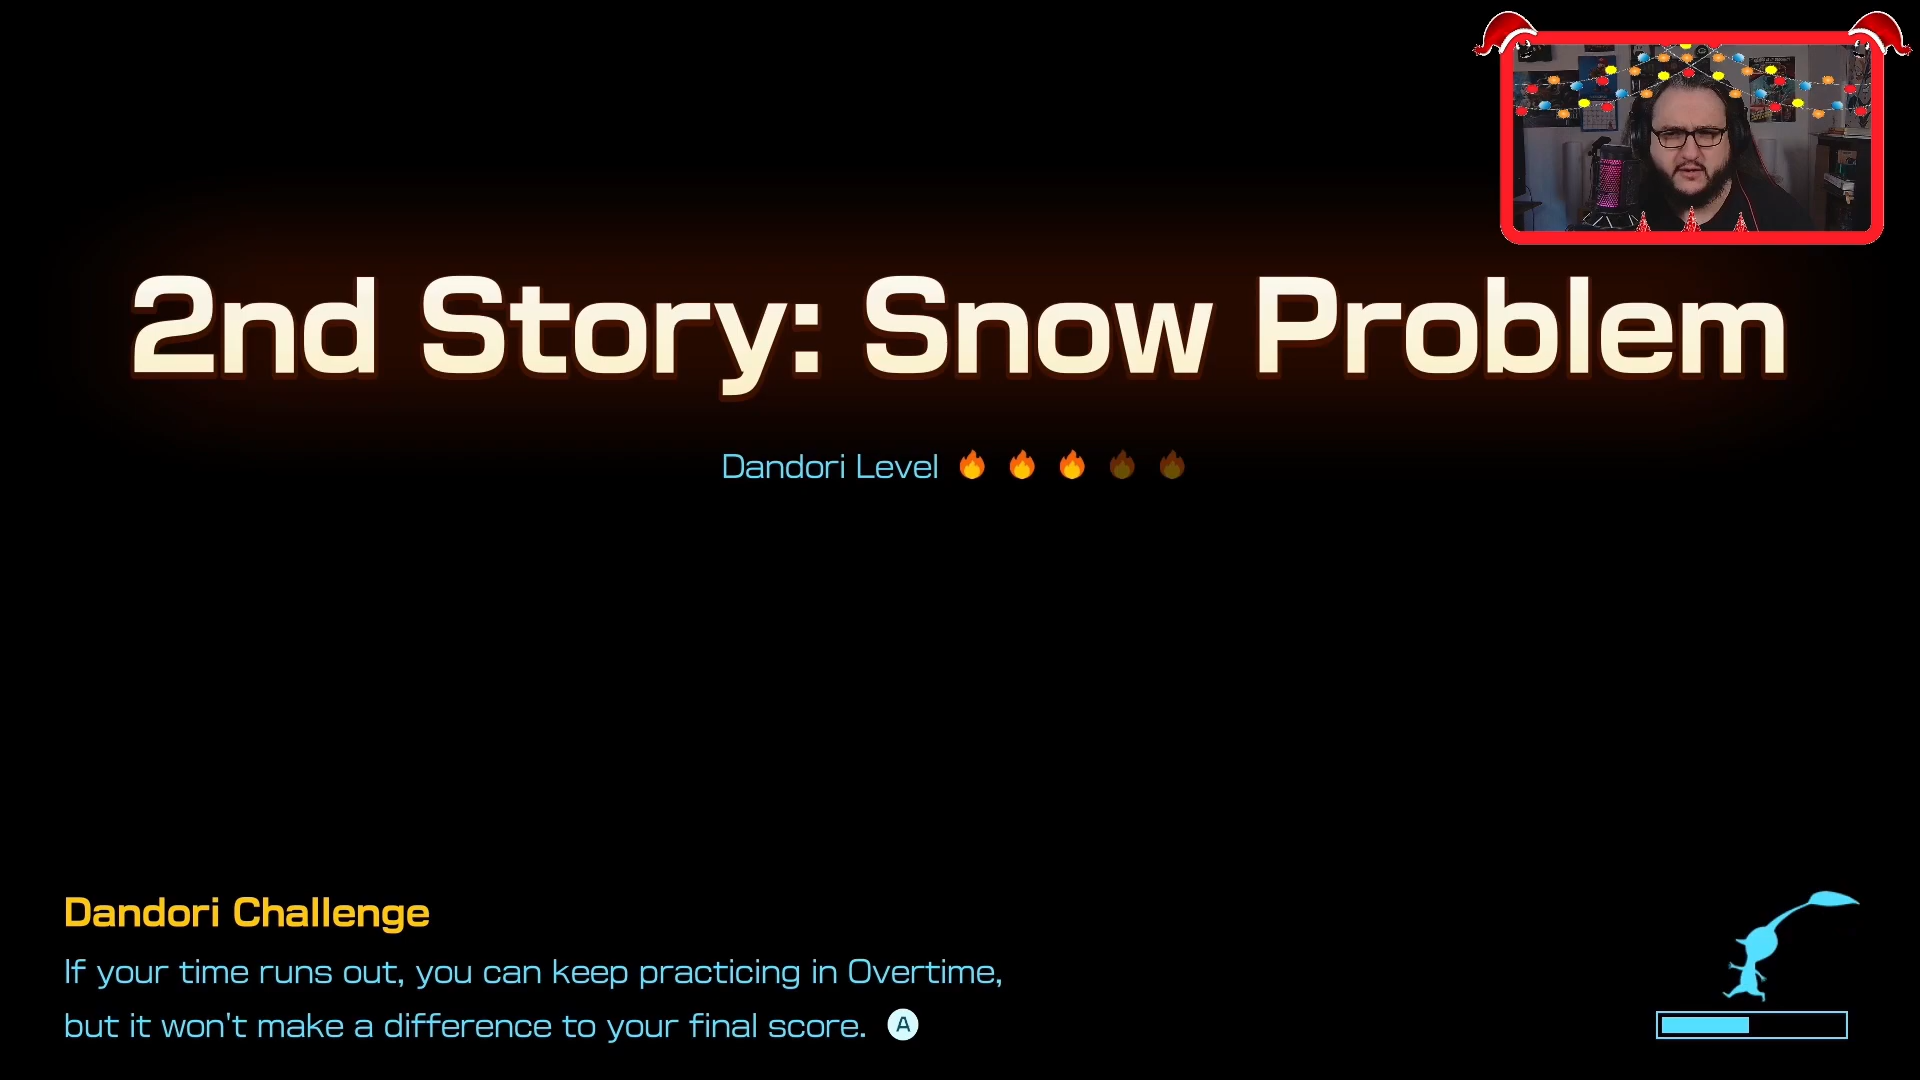 2nd Story: Snow Problem
Dandori Level
Dandori Challenge
If your time runs out, you can keep practicing in Overtime,
but it won't make a difference to your final score. A